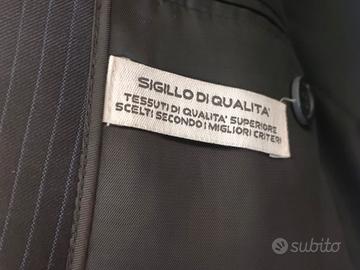 SIGILLO DI QUALITA'
TESSUTI DI QUALITA' SUPERIORE
SCELTI SECONDO I MIGLIORI CRITERI
subito